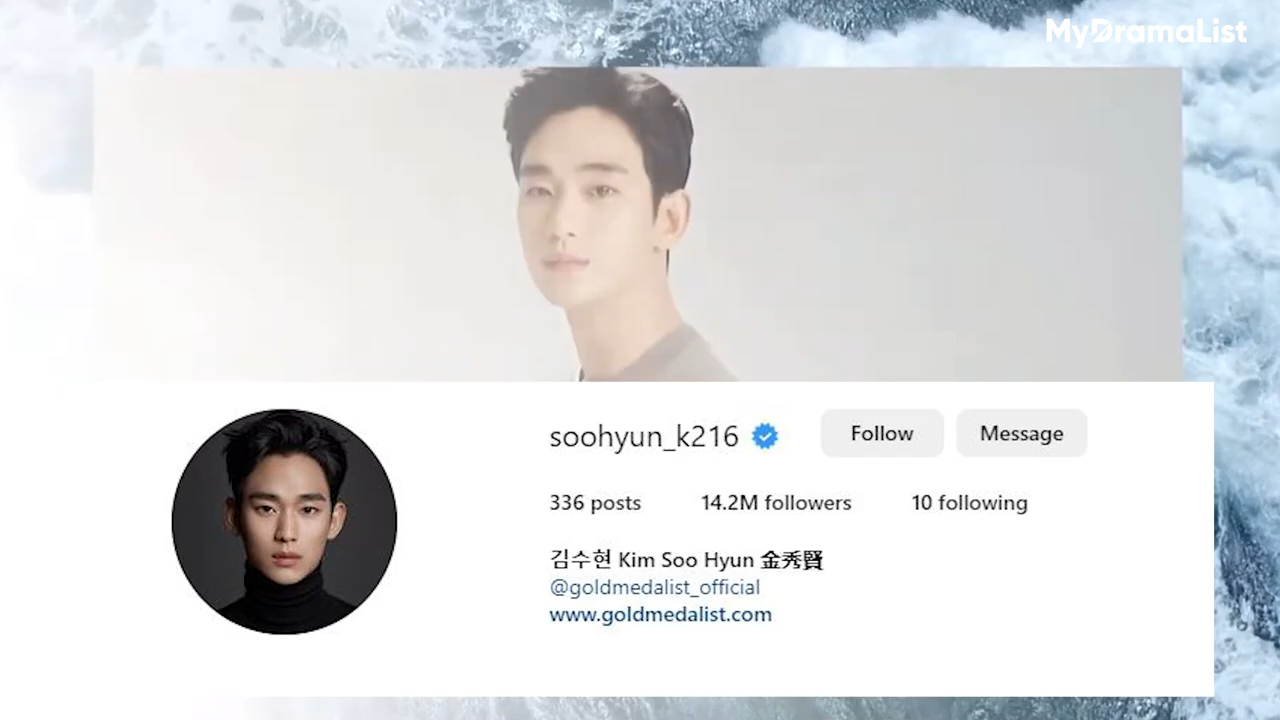 MyDramaList
soohyun_k216
Follow
Message
336 posts
14.2M followers
10 following
김수현 Kim Soo Hyun 金秀賢
@goldmedalist_official
www.goldmedalist.com